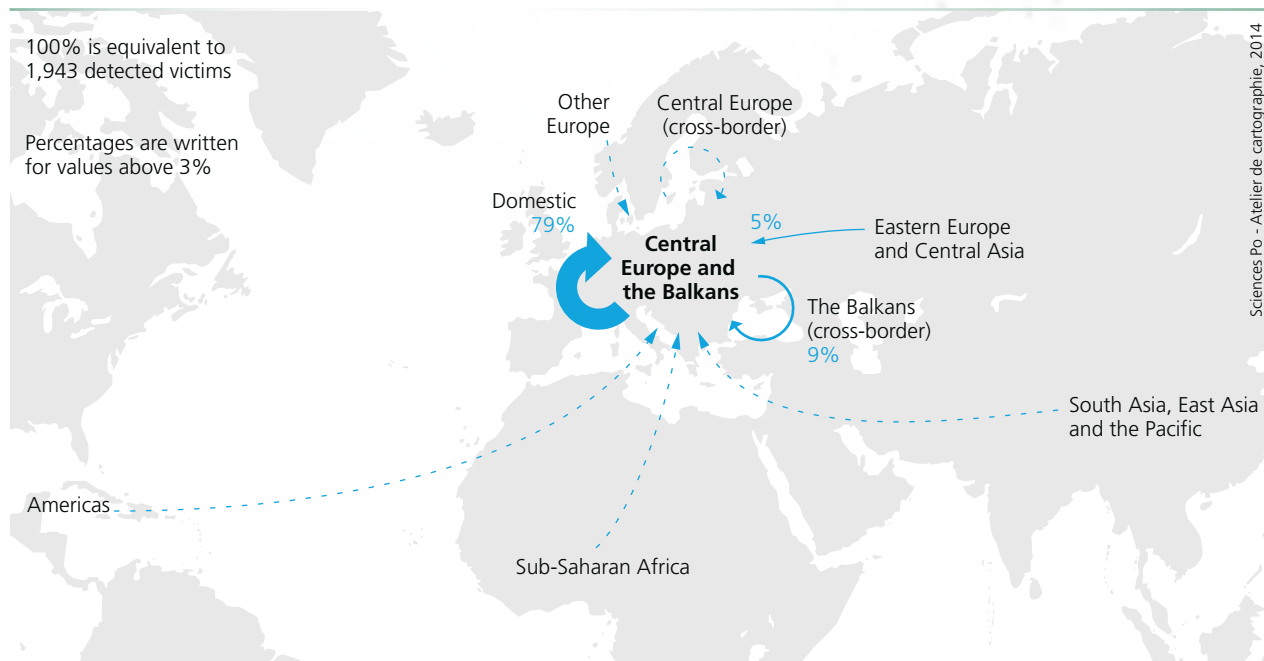 100% is equivalent to
1,943 detected victims
Percentages are written
for values above 3%
Other
Europe
Central Europe
(cross-border)
Domestic
79%
5%
Eastern Europe
and Central Asia
Central
Europe and
the Balkans
The Balkans
(cross-border)
9%
South Asia, East Asia
and the Pacific
Americas
Sub-Saharan Africa
Sciences Po - Atelier de cartographie, 2014